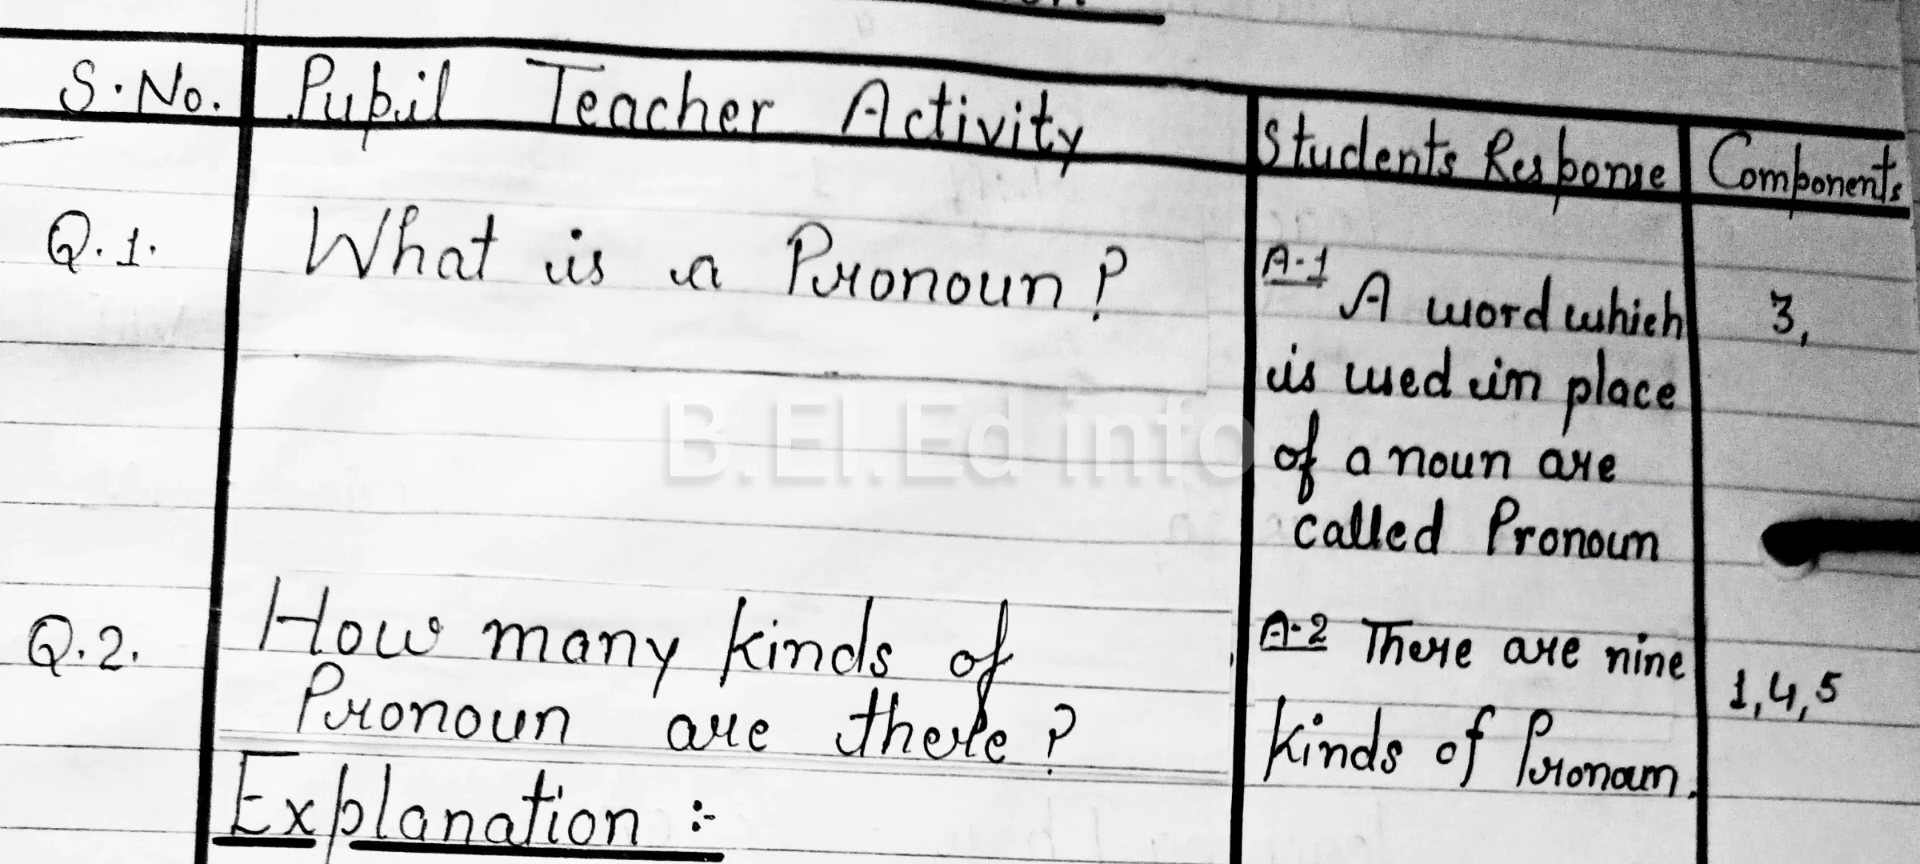 S.No. Pupil Teacher Activity Students Response Components
Q.1. What is a Pronoun?
A-1 A word which
is used in place
of a noun are
called Pronoun
3,
B.El.Ed info
Q.2. How many kinds of
Pronoun are there?
A-2 There are nine
kinds of Pronoun.
1,4,5
Explanation :-